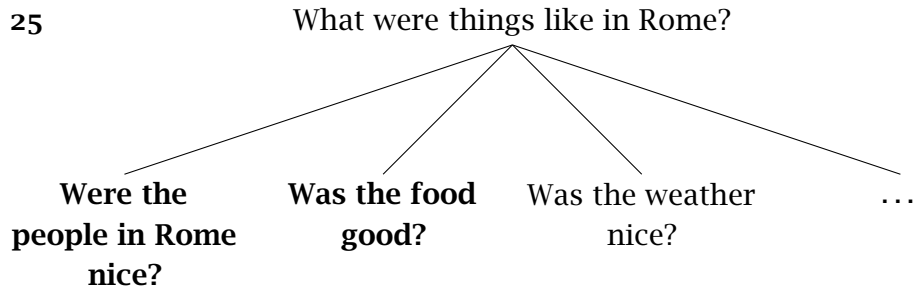 25 What were things like in Rome?
Were the Was the food Was the weather ...
people in Rome good? nice?
nice?